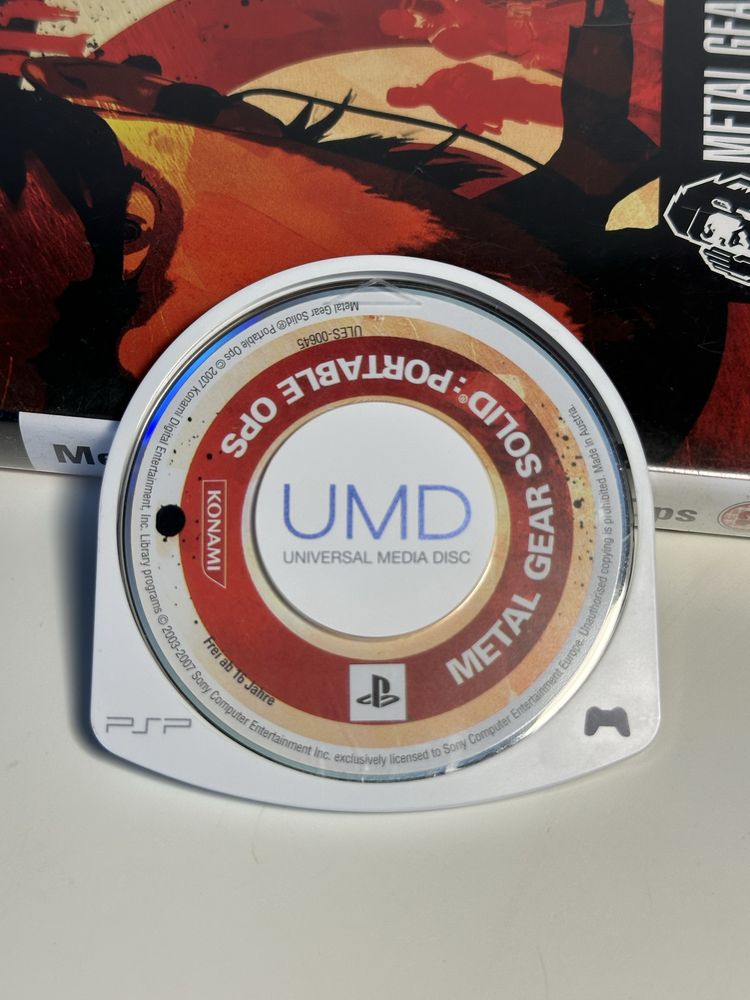 METAL GEA
Me
ps
Metal Gear Solid® Portable Ops © 2007 Konami Digital Entertainment, Inc. Library programs © 2003-2007 Sony Computer Entertainment Inc. exclusively licensed to Sony Computer Entertainment Europe. Unauthorised copying is prohibited. Made in Austria.
ULES-00645
METAL GEAR SOLID®: PORTABLE OPS
KONAMI
UMD
UNIVERSAL MEDIA DISC
Frei ab 16 Jahre
PSP